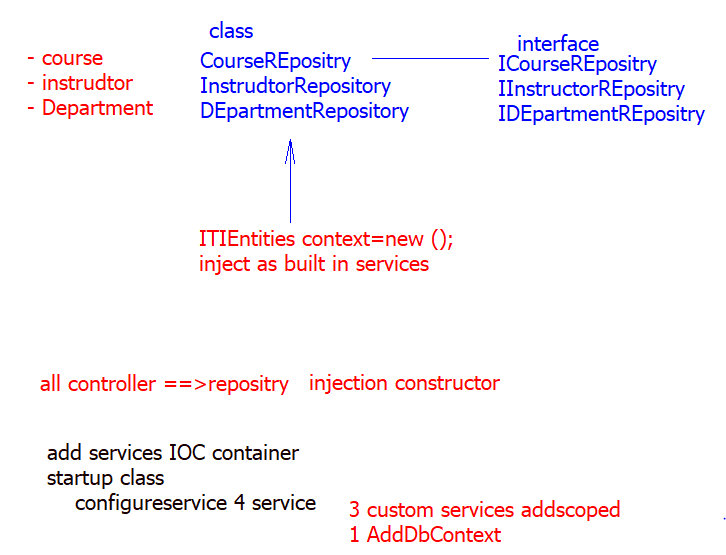 class
interface
- course
CourseREpositry
ICourseREpositry
- instrudtor
InstrudtorRepository
IInstructorREpositry
- Department
DEpartmentRepository
IDEpartmentREpositry
ITIEntities context=new ();
inject as built in services
all controller ==>repositry injection constructor
add services IOC container
startup class
configureservice 4 service
3 custom services addscoped
1 AddDbContext